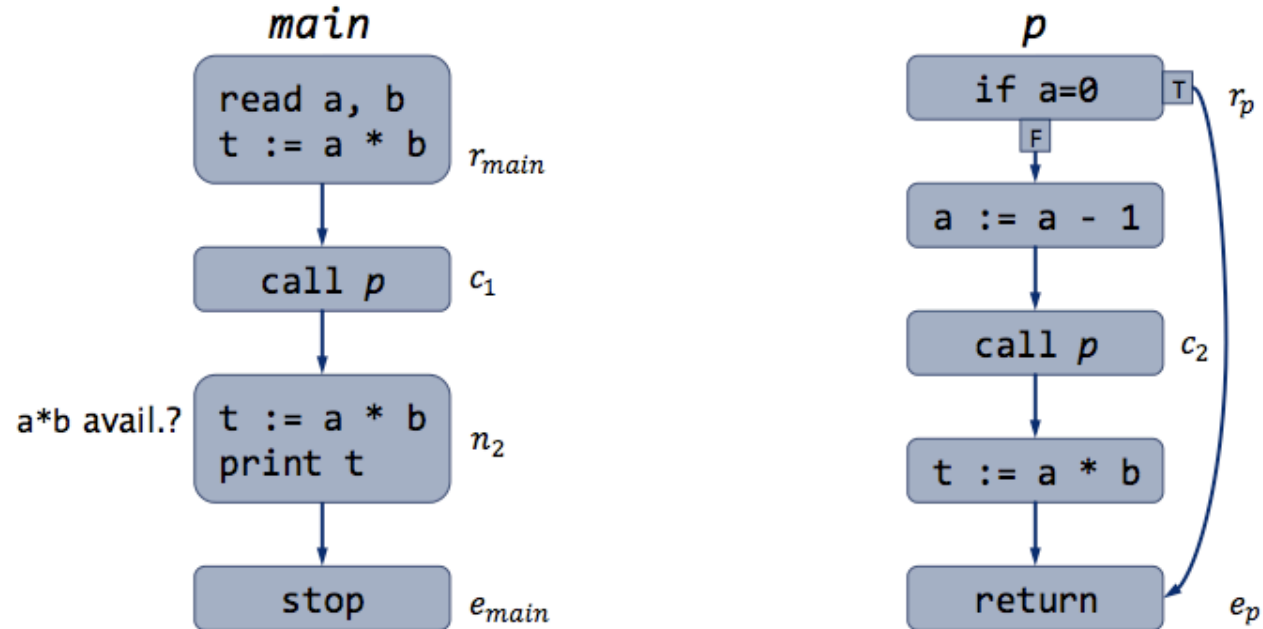 main
read a, b
t := a * b
r_main
call p
c_1
a*b avail.?
t := a * b
print t
n_2
stop
e_main
p
if a=0
T
r_p
F
a := a - 1
call p
c_2
t := a * b
return
e_p